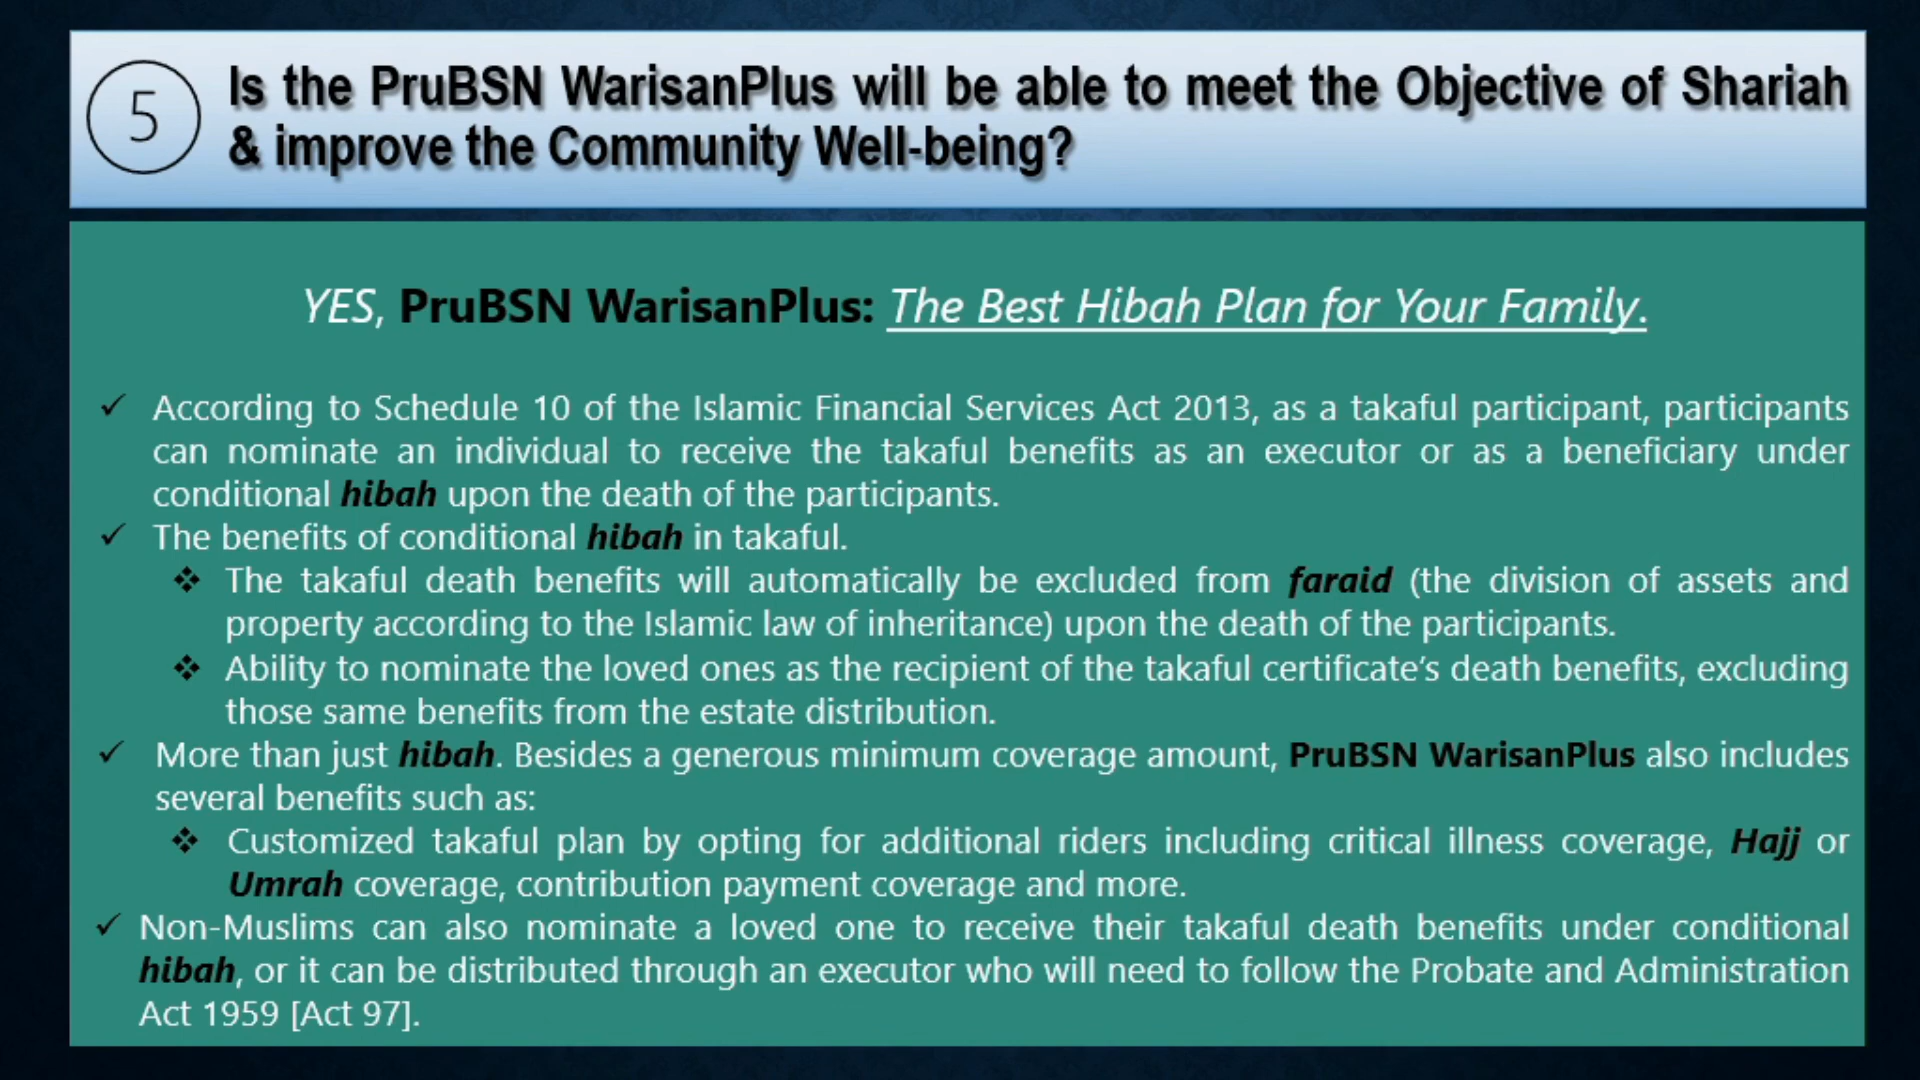 5
Is the PruBSN WarisanPlus will be able to meet the Objective of Shariah
& improve the Community Well-being?
YES, PruBSN WarisanPlus: The Best Hibah Plan for Your Family.
✓ According to Schedule 10 of the Islamic Financial Services Act 2013, as a takaful participant, participants
can nominate an individual to receive the takaful benefits as an executor or as a beneficiary under
conditional hibah upon the death of the participants.
✓ The benefits of conditional hibah in takaful.
❖ The takaful death benefits will automatically be excluded from faraid (the division of assets and
property according to the Islamic law of inheritance) upon the death of the participants.
❖ Ability to nominate the loved ones as the recipient of the takaful certificate's death benefits, excluding
those same benefits from the estate distribution.
✓ More than just hibah. Besides a generous minimum coverage amount, PruBSN WarisanPlus also includes
several benefits such as:
❖ Customized takaful plan by opting for additional riders including critical illness coverage, Hajj or
Umrah coverage, contribution payment coverage and more.
✓ Non-Muslims can also nominate a loved one to receive their takaful death benefits under conditional
hibah, or it can be distributed through an executor who will need to follow the Probate and Administration
Act 1959 [Act 97].